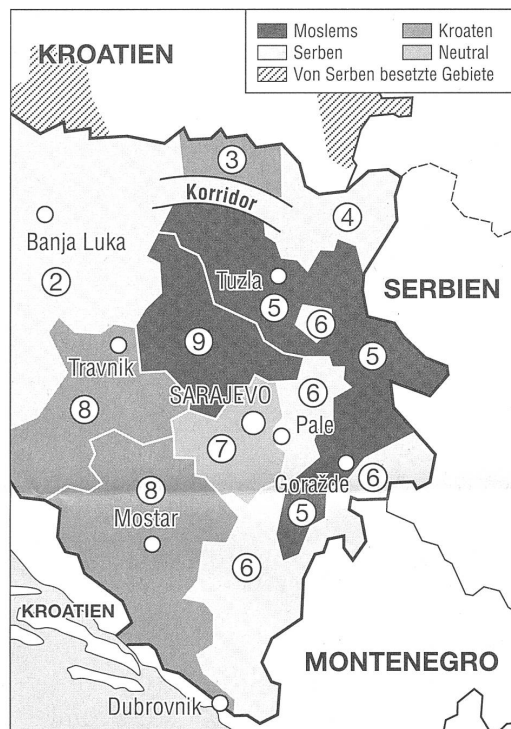 KROATIEN
Moslems
Kroaten
Serben
Neutral
Von Serben besetzte Gebiete
3
Korridor
4
Banja Luka
2
Tuzla
SERBIEN
5
6
9
5
Travnik
6
8
SARAJEVO
Pale
7
8
Goražde
6
5
Mostar
6
KROATIEN
MONTENEGRO
Dubrovnik